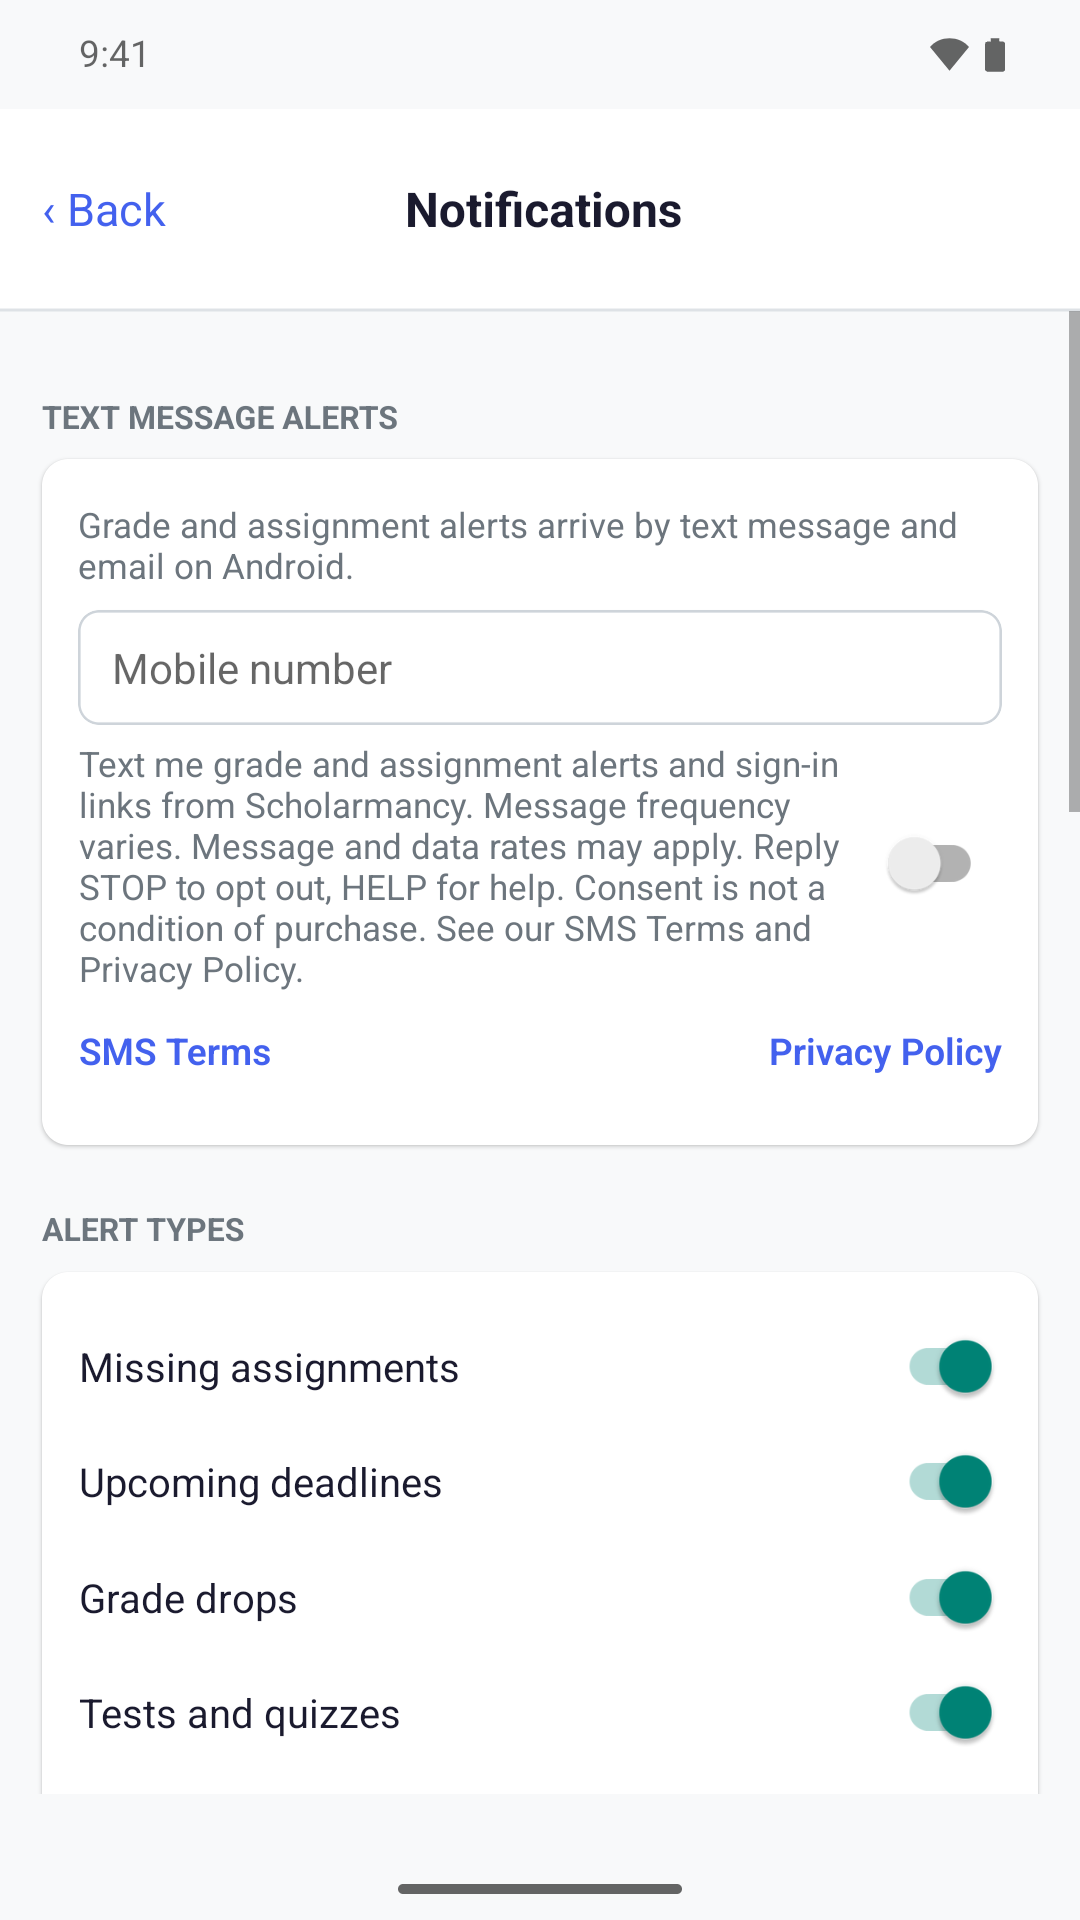 9:41
‹ Back
Notifications
TEXT MESSAGE ALERTS
Grade and assignment alerts arrive by text message and
email on Android.
Mobile number
Text me grade and assignment alerts and sign-in
links from Scholarmancy. Message frequency
varies. Message and data rates may apply. Reply
STOP to opt out, HELP for help. Consent is not a
condition of purchase. See our SMS Terms and
Privacy Policy.
SMS Terms
Privacy Policy
ALERT TYPES
Missing assignments
Upcoming deadlines
Grade drops
Tests and quizzes